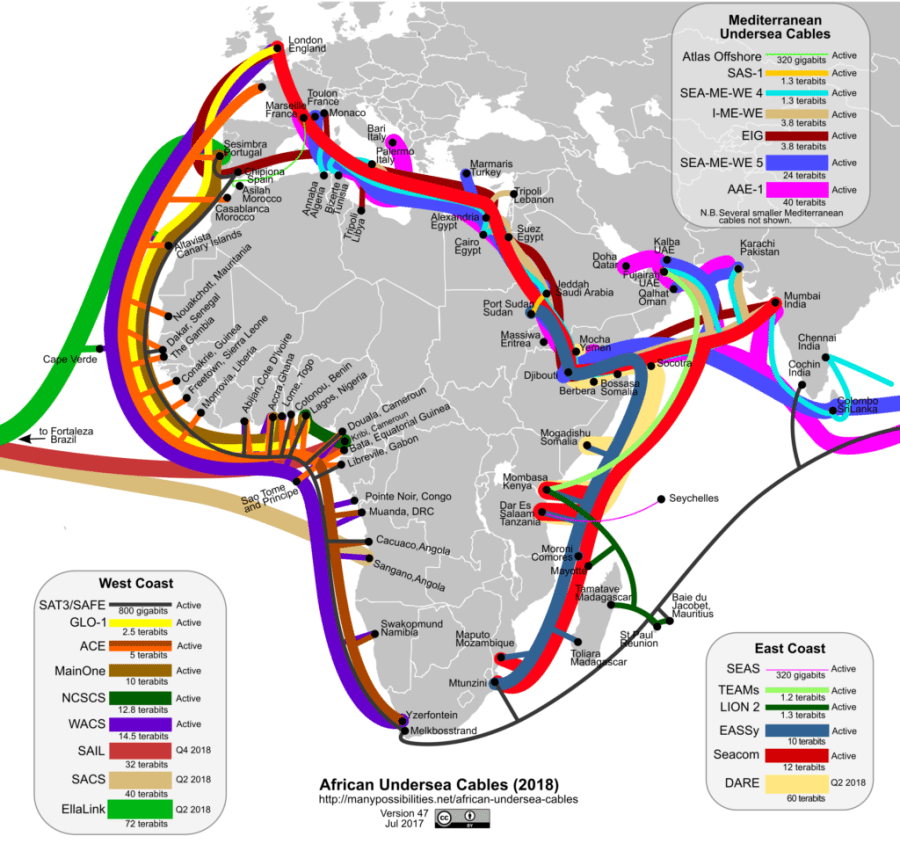 London
England
Toulon
France
Marseille
France
Monaco
Bari
Italy
Palermo
Italy
Sesimbra
Portugal
Chipiona
Spain
Asilah
Morocco
Casablanca
Morocco
Annaba
Algeria
Bizerte
Tunisia
Tripoli
Libya
Marmaris
Turkey
Tripoli
Lebanon
Alexandria
Egypt
Cairo
Egypt
Suez
Egypt
Altavista
Canary Islands
Doha
Qatar
Kalba
UAE
Fujairah
UAE
Qalhat
Oman
Karachi
Pakistan
Jeddah
Saudi Arabia
Port Sudan
Sudan
Massiwa
Eritrea
Mocha
Yemen
Mumbai
India
Chennai
India
Cochin
India
Colombo
SriLanka
Djibouti
Berbera
Bossasa
Somalia
Socotra
Nouakchott, Mauritania
Dakar, Senegal
The Gambia
Conakrie, Guinea
Freetown, Sierra Leone
Monrovia, Liberia
Abjan,Cote D'Ivoire
Accra,Ghana
Lome, Togo
Cotonou, Benin
Lagos, Nigeria
Douala, Cameroun
Kribi, Cameroun
Bata, Equatorial Guinea
Libreville, Gabon
Cape Verde
to Fortaleza
Brazil
Sao Tome
and Principe
Pointe Noir, Congo
Muanda, DRC
Cacuaco,Angola
Sangano,Angola
Swakopmund
Namibia
Mogadishu
Somalia
Mombasa
Kenya
Dar Es
Salaam
Tanzania
Seychelles
Moroni
Comores
Mayotte
Tamatave
Madagascar
Baie du
Jacobet,
Mauritius
St Paul
Reunion
Toliara
Madagascar
Maputo
Mozambique
Mtunzini
Yzerfontein
Melkbosstrand
Mediterranean
Undersea Cables
Atlas Offshore Active
320 gigabits
SAS-1 Active
1.3 terabits
SEA-ME-WE 4 Active
1.3 terabits
I-ME-WE Active
3.8 terabits
EIG Active
3.8 terabits
SEA-ME-WE 5 Active
24 terabits
AAE-1 Active
40 terabits
N.B. Several smaller Mediterranean
cables not shown.
West Coast
SAT3/SAFE Active
800 gigabits
GLO-1 Active
2.5 terabits
ACE Active
5 terabits
MainOne Active
10 terabits
NCSCS Active
12.8 terabits
WACS Active
14.5 terabits
SAIL Q4 2018
32 terabits
SACS Q2 2018
40 terabits
EllaLink Q2 2018
72 terabits
East Coast
SEAS Active
320 gigabits
TEAMs Active
1.2 terabits
LION 2 Active
1.3 terabits
EASSy Active
10 terabits
Seacom Active
12 terabits
DARE Q2 2018
60 terabits
African Undersea Cables (2018)
http://manypossibilities.net/african-undersea-cables
Version 47
Jul 2017
cc
BY